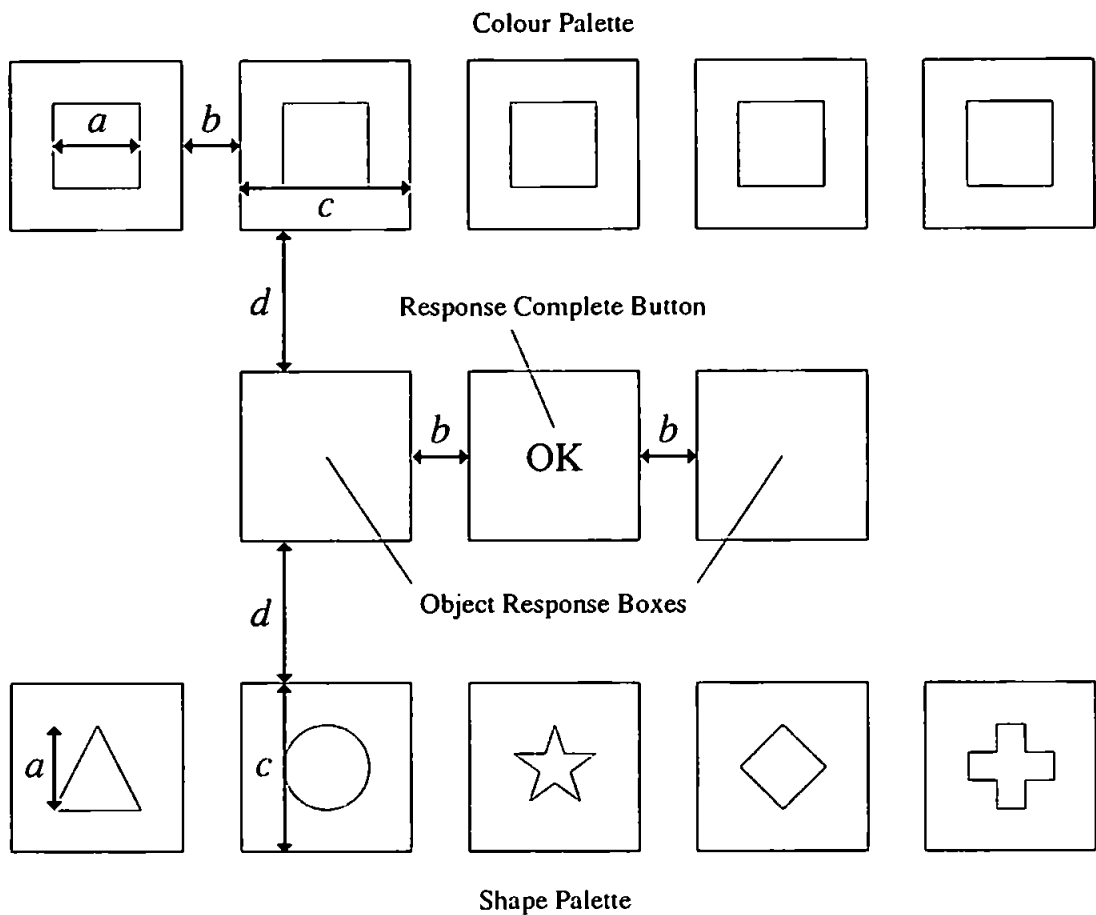 Colour Palette
a
b
c
d
Response Complete Button
b
OK
b
Object Response Boxes
d
a
c
Shape Palette